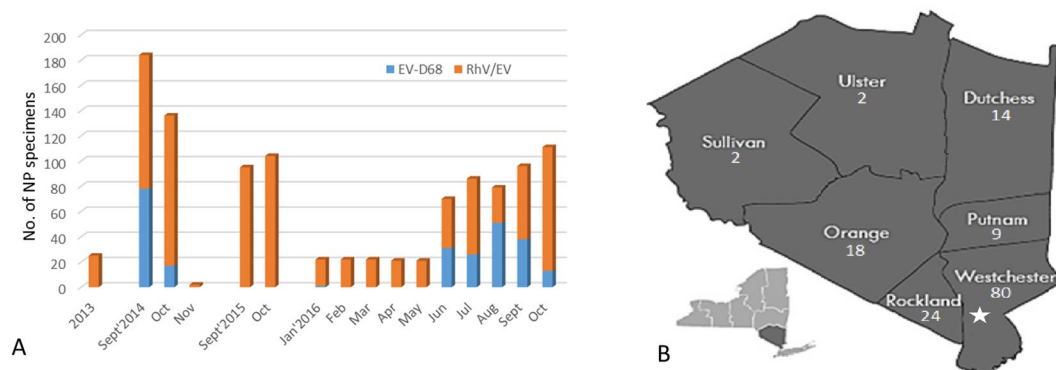 No. of NP specimens
200
180
160
140
120
100
80
60
40
20
0
EV-D68 RhV/EV
2013 Sept'2014 Oct Nov Sept'2015 Oct Jan'2016 Feb Mar Apr May Jun Jul Aug Sept Oct
A
Ulster
2
Dutchess
14
Sullivan
2
Putnam
9
Orange
18
Westchester
80
Rockland
24
B